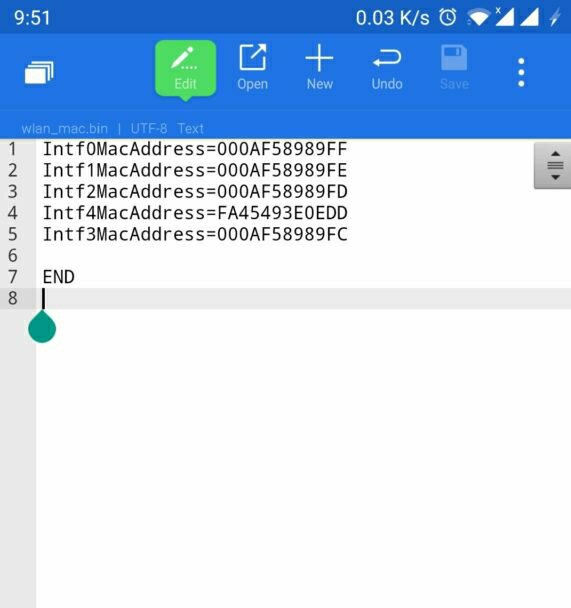 9:51 0.03 K/s x
Edit Open New Undo Save
wlan_mac.bin | UTF-8 Text
1 Intf0MacAddress=000AF58989FF
2 Intf1MacAddress=000AF58989FE
3 Intf2MacAddress=000AF58989FD
4 Intf4MacAddress=FA45493E0EDD
5 Intf3MacAddress=000AF58989FC
6
7 END
8